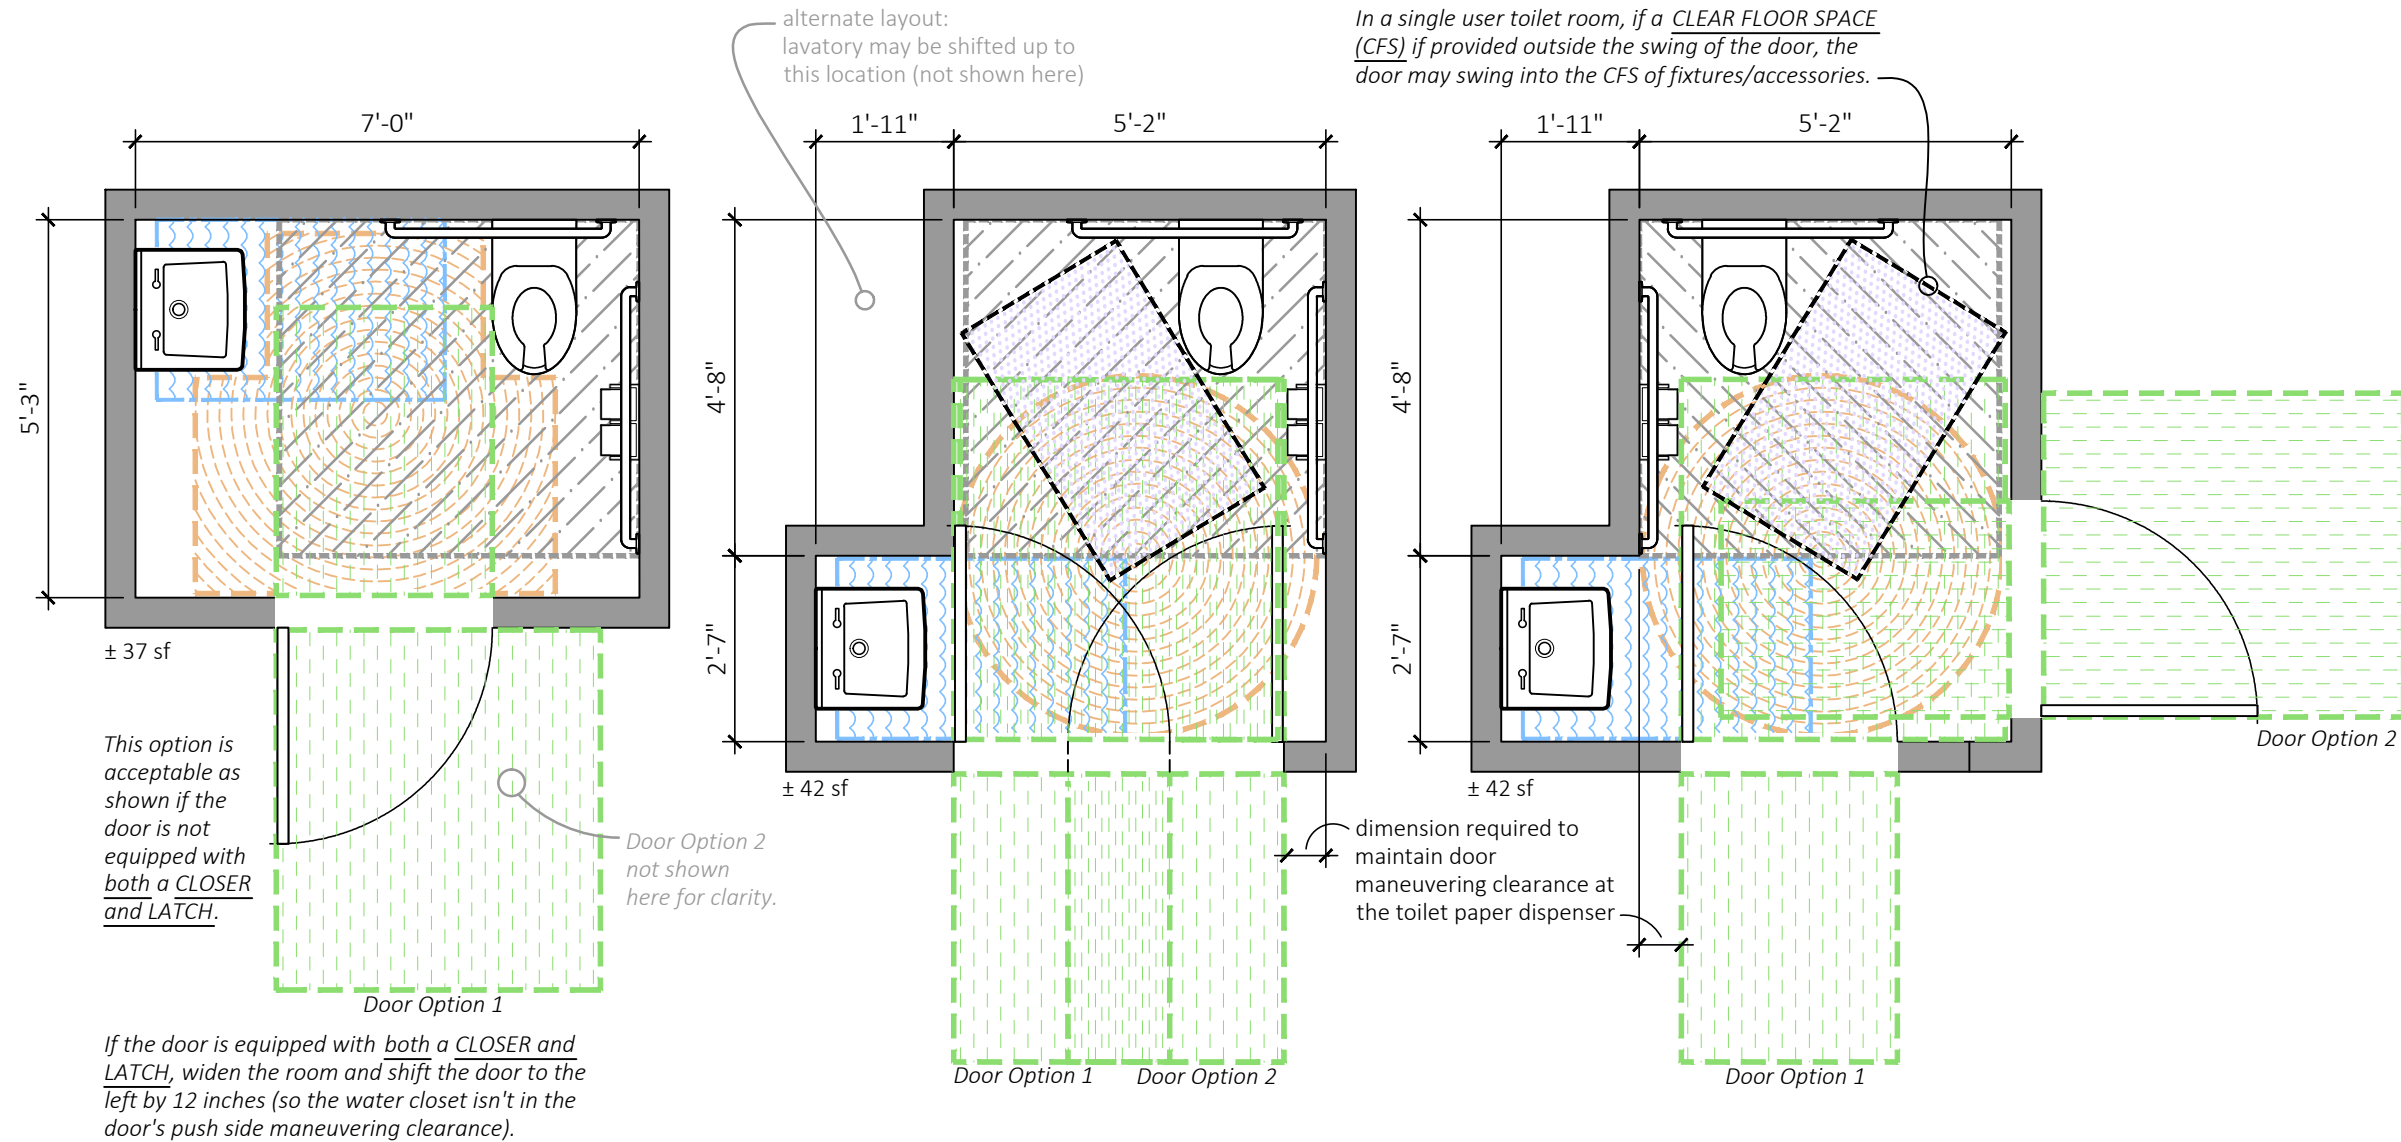 alternate layout:
lavatory may be shifted up to
this location (not shown here)
In a single user toilet room, if a CLEAR FLOOR SPACE
(CFS) if provided outside the swing of the door, the
door may swing into the CFS of fixtures/accessories.
7'-0"
1'-11"
5'-2"
1'-11"
5'-2"
5'-3"
4'-8"
4'-8"
2'-7"
2'-7"
± 37 sf
± 42 sf
± 42 sf
This option is
acceptable as
shown if the
door is not
equipped with
both a CLOSER
and LATCH.
Door Option 2
not shown
here for clarity.
Door Option 2
dimension required to
maintain door
maneuvering clearance at
the toilet paper dispenser
Door Option 1
Door Option 1
Door Option 2
Door Option 1
If the door is equipped with both a CLOSER and
LATCH, widen the room and shift the door to the
left by 12 inches (so the water closet isn't in the
door's push side maneuvering clearance).